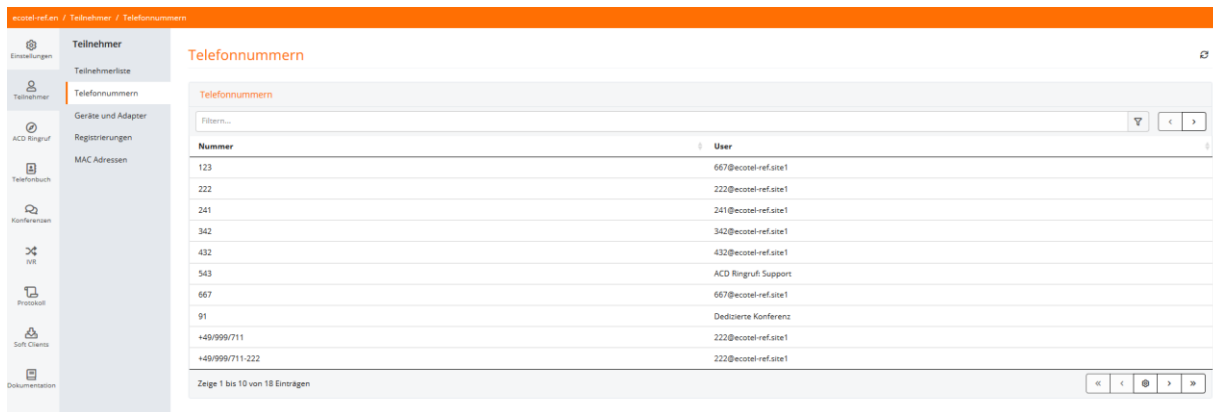 ecotel-ref.en / Teilnehmer / Telefonnummern
Einstellungen
Teilnehmer
ACD Ringruf
Telefonbuch
Konferenzen
IVR
Protokoll
Soft Clients
Dokumentation
Teilnehmer
Teilnehmerliste
Telefonnummern
Geräte und Adapter
Registrierungen
MAC Adressen
Telefonnummern
Telefonnummern
Filtern...
Nummer User
123 667@ecotel-ref.site1
222 222@ecotel-ref.site1
241 241@ecotel-ref.site1
342 342@ecotel-ref.site1
432 432@ecotel-ref.site1
543 ACD Ringruf: Support
667 667@ecotel-ref.site1
91 Dedizierte Konferenz
+49/999/711 222@ecotel-ref.site1
+49/999/711-222 222@ecotel-ref.site1
Zeige 1 bis 10 von 18 Einträgen